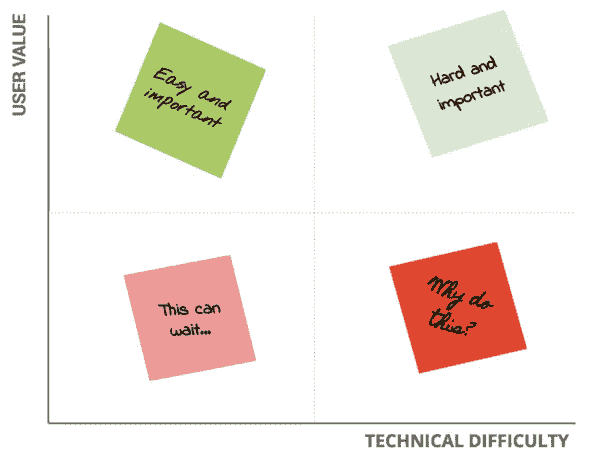 USER VALUE
Easy and
important
Hard and
important
This can
wait...
Why do
this?
TECHNICAL DIFFICULTY